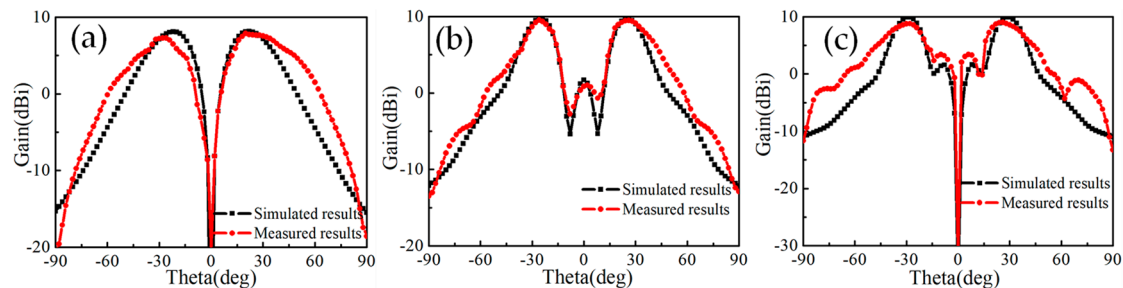 (a)
10
0
-10
-20
Gain(dBi)
-90 -60 -30 0 30 60 90
Theta(deg)
Simulated results
Measured results
(b)
10
0
-10
-20
Gain(dBi)
-90 -60 -30 0 30 60 90
Theta(deg)
Simulated results
Measured results
(c)
10
0
-10
-20
-30
Gain(dBi)
-90 -60 -30 0 30 60 90
Theta(deg)
Simulated results
Measured results